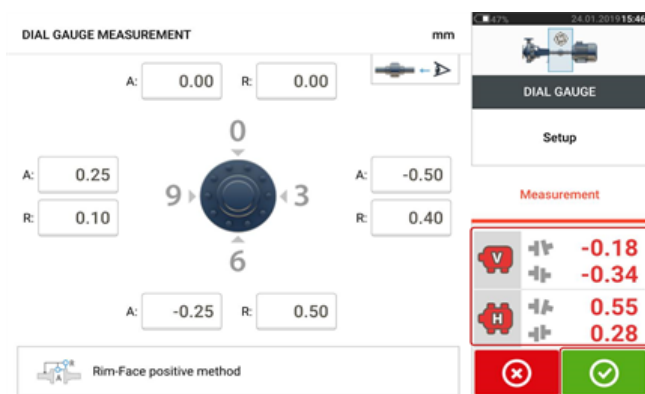 47% 24.01.2019 15:46
DIAL GAUGE MEASUREMENT mm
A: 0.00 R: 0.00
DIAL GAUGE
Setup
0
A: 0.25 A: -0.50
9 3
R: 0.10 R: 0.40
Measurement
6
V -0.18
-0.34
A: -0.25 R: 0.50
H 0.55
0.28
R
A
Rim-Face positive method